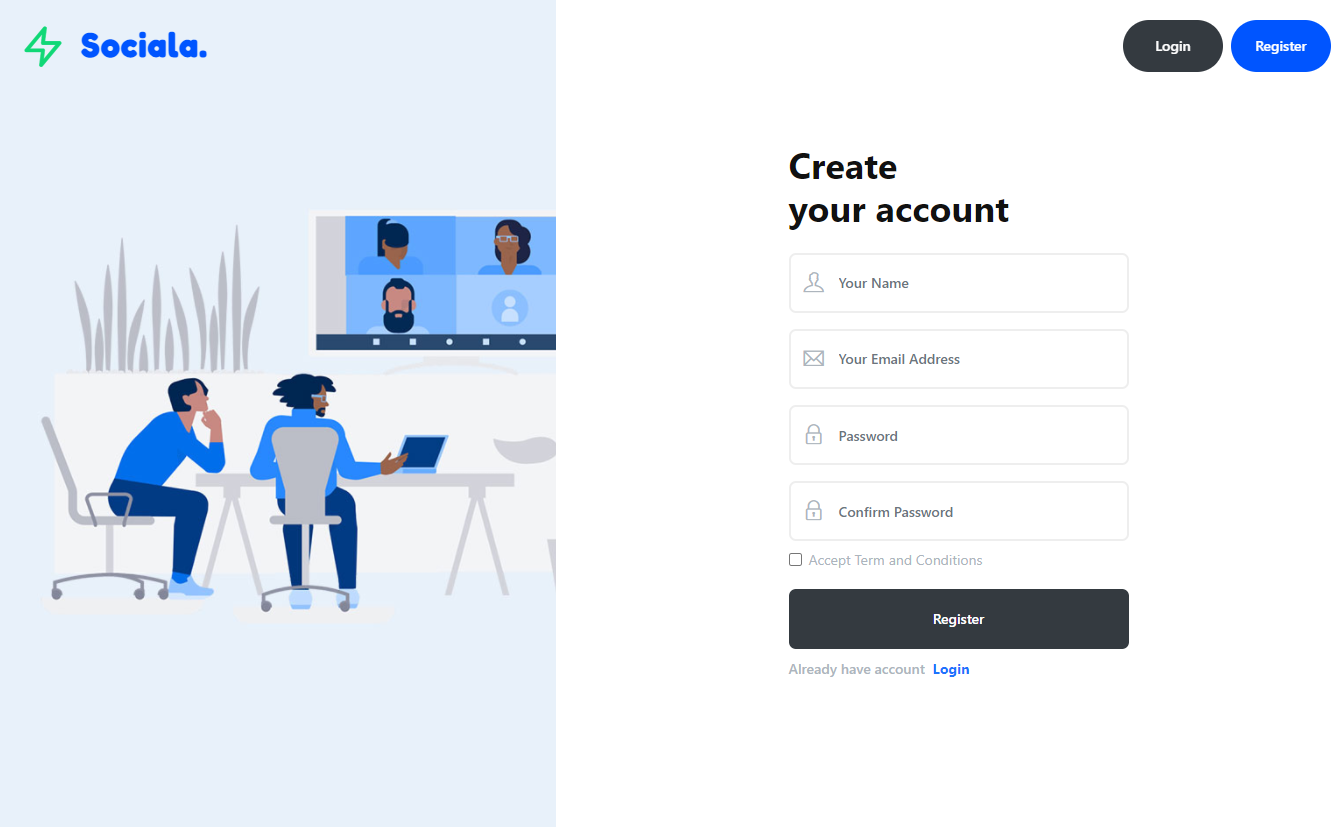 Sociala.
Login
Register
Create
your account
Your Name
Your Email Address
Password
Confirm Password
Accept Term and Conditions
Register
Already have account Login